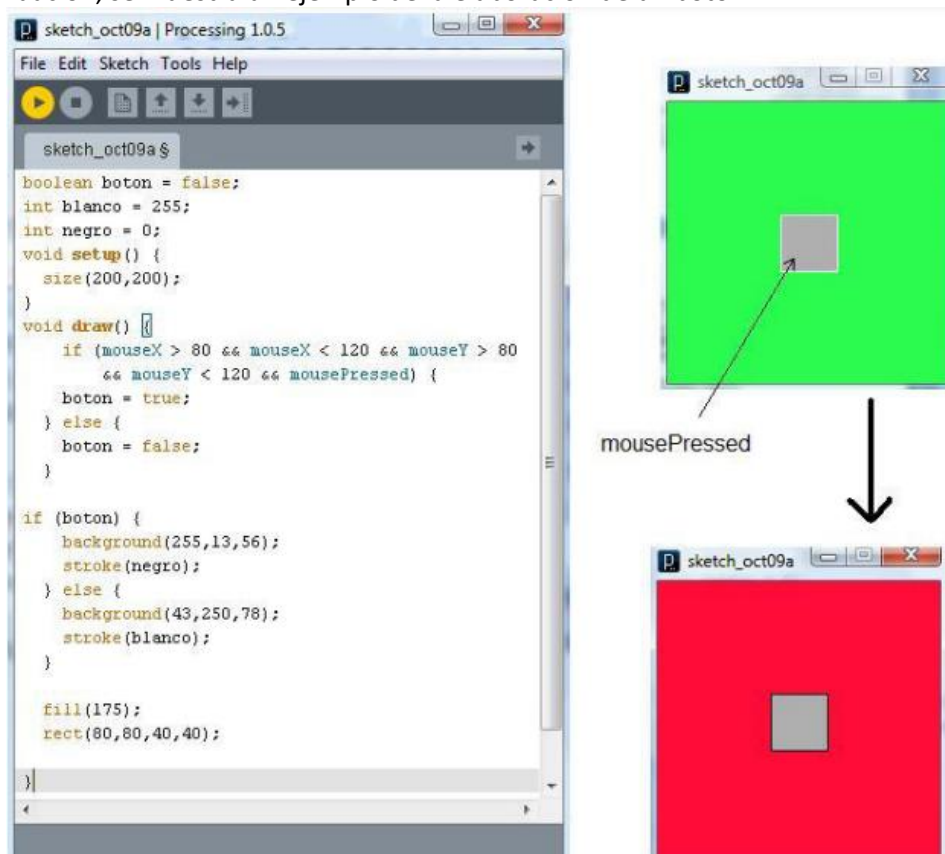 sketch_oct09a | Processing 1.0.5
File Edit Sketch Tools Help
sketch_oct09a §
boolean boton = false;
int blanco = 255;
int negro = 0;
void setup() {
size(200,200);
}
void draw() {
if (mouseX > 80 && mouseX < 120 && mouseY > 80
&& mouseY < 120 && mousePressed) {
boton = true;
} else {
boton = false;
}
if (boton) {
background(255,13,56);
stroke(negro);
} else {
background(43,250,78);
stroke(blanco);
}
fill(175);
rect(80,80,40,40);
}
sketch_oct09a
mousePressed
sketch_oct09a